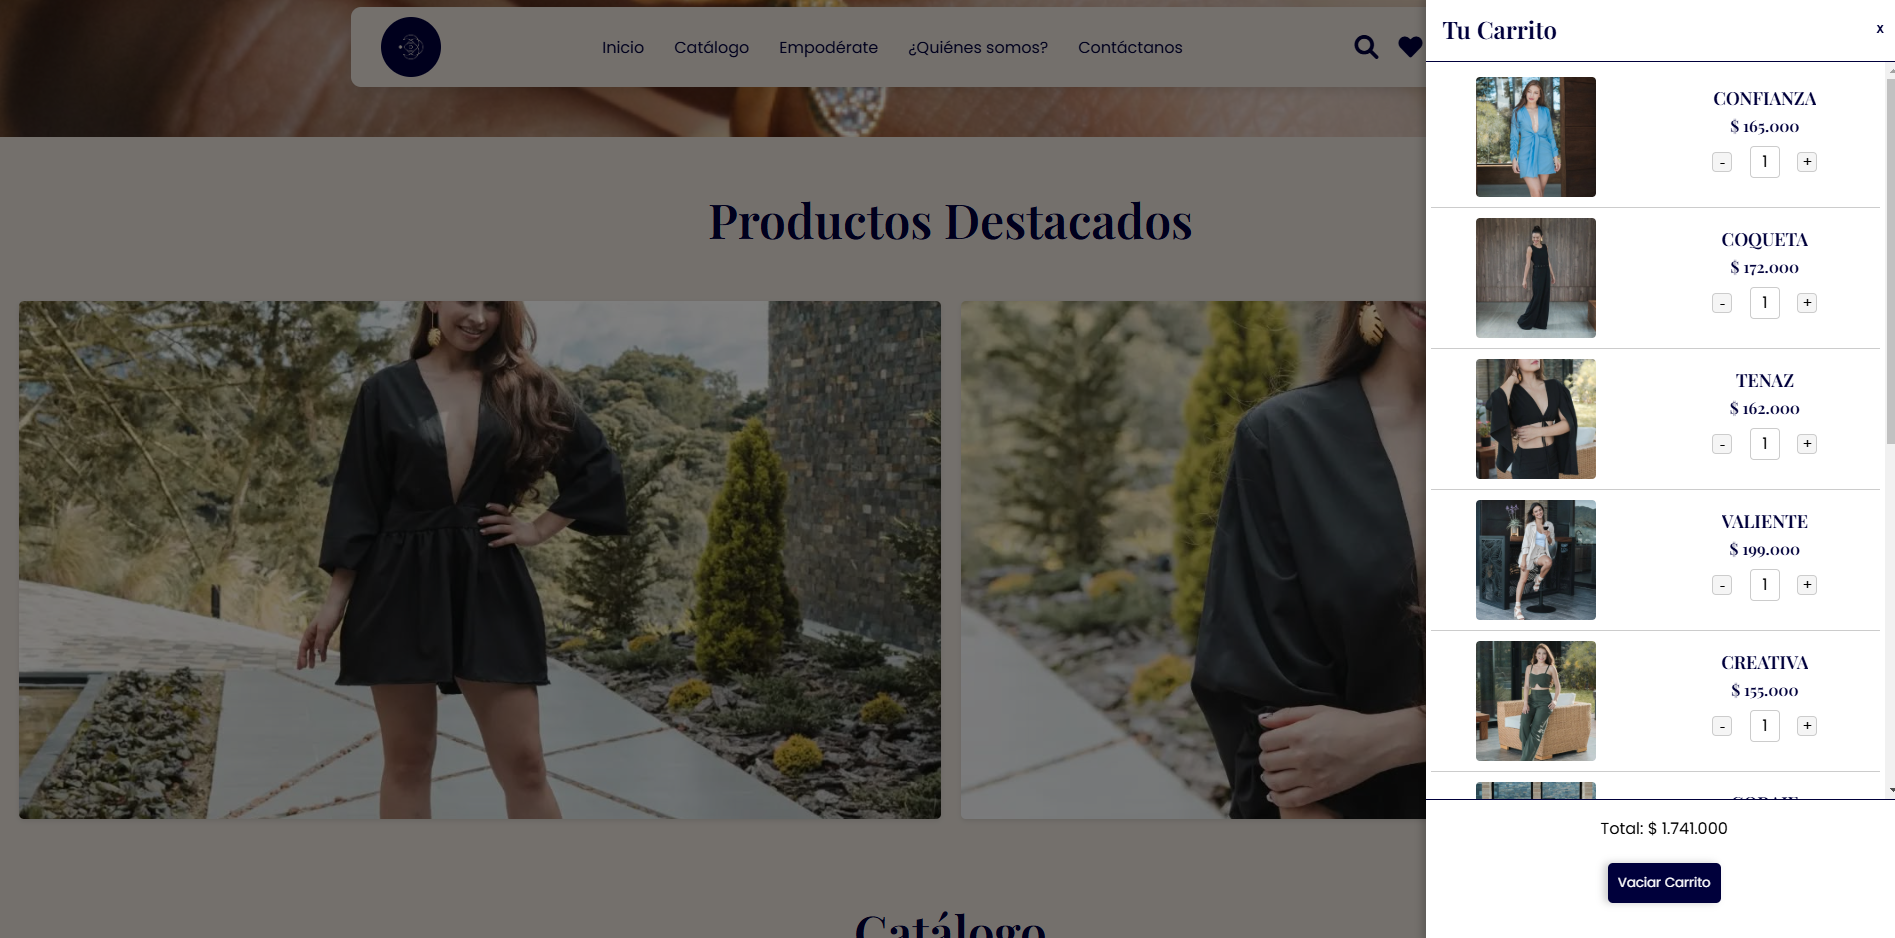 Inicio Catálogo Empodérate ¿Quiénes somos? Contáctanos
Productos Destacados
Catálogo
Tu Carrito
x
CONFIANZA
$ 165.000
- 1 +
COQUETA
$ 172.000
- 1 +
TENAZ
$ 162.000
- 1 +
VALIENTE
$ 199.000
- 1 +
CREATIVA
$ 155.000
- 1 +
Total: $ 1.741.000
Vaciar Carrito